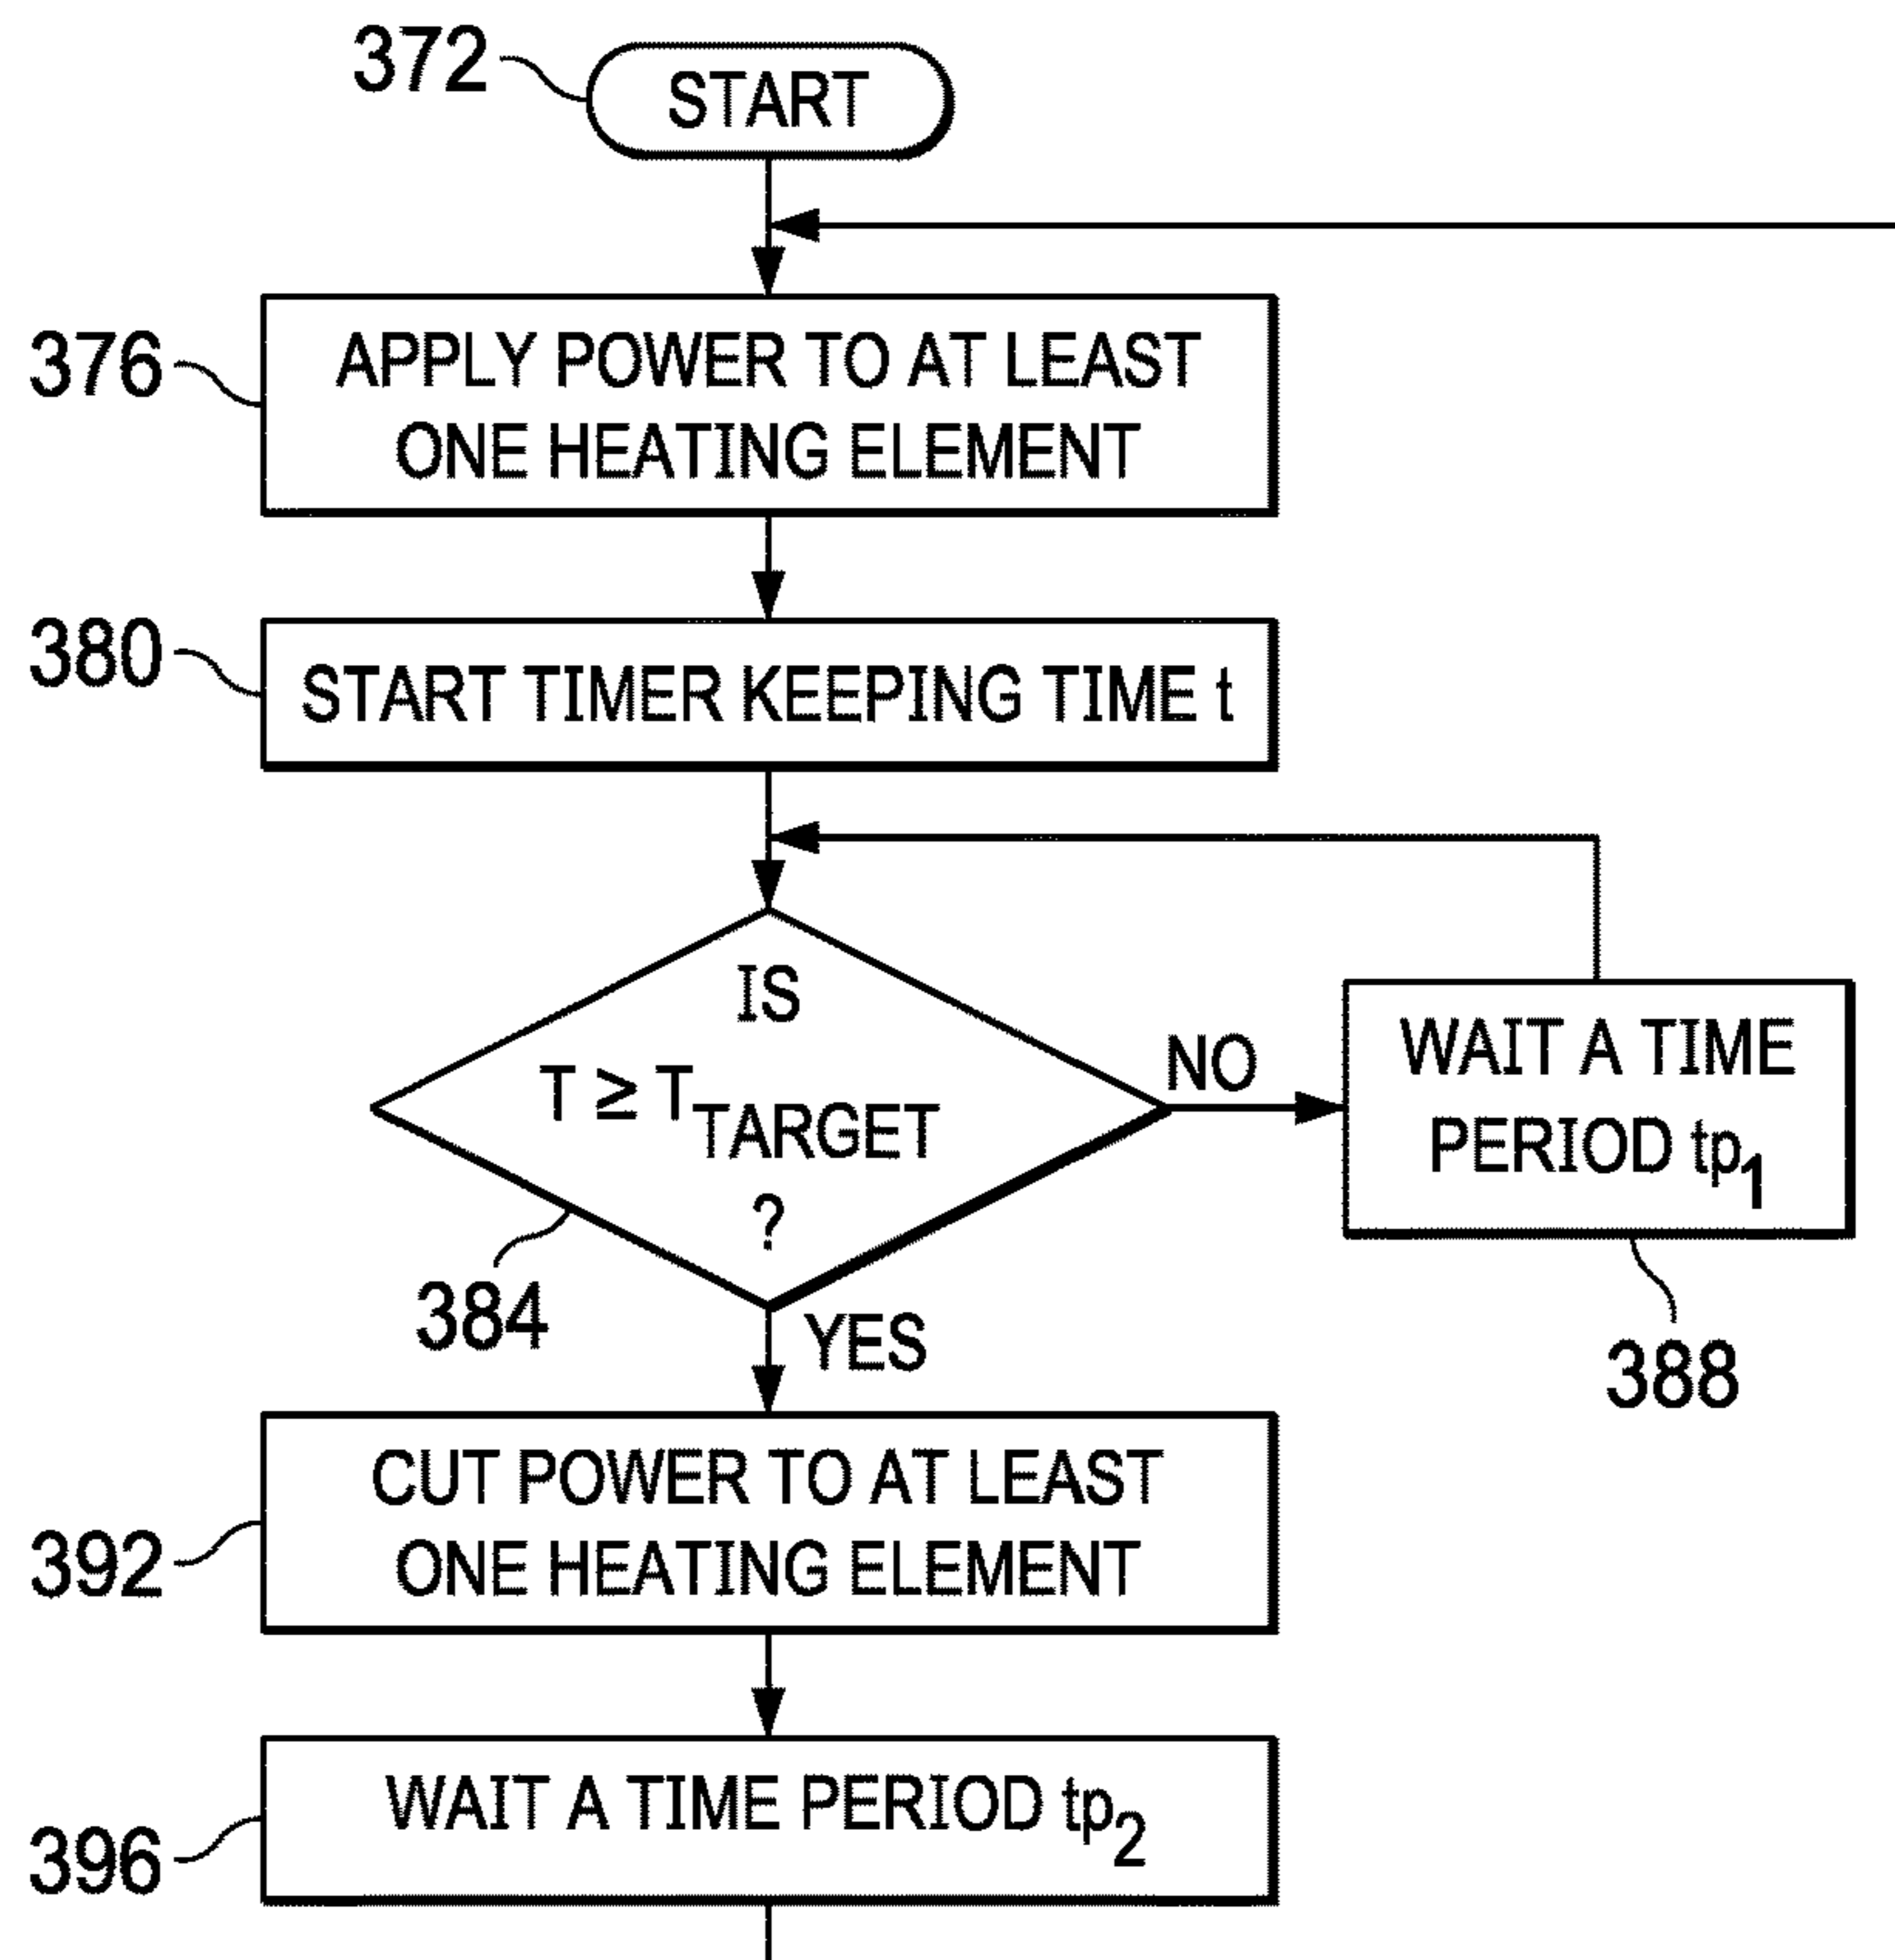 372
START
376
APPLY POWER TO AT LEAST
ONE HEATING ELEMENT
380
START TIMER KEEPING TIME t
IS
T ≥ T_TARGET
?
NO
WAIT A TIME
PERIOD tp₁
384
YES
388
392
CUT POWER TO AT LEAST
ONE HEATING ELEMENT
396
WAIT A TIME PERIOD tp₂